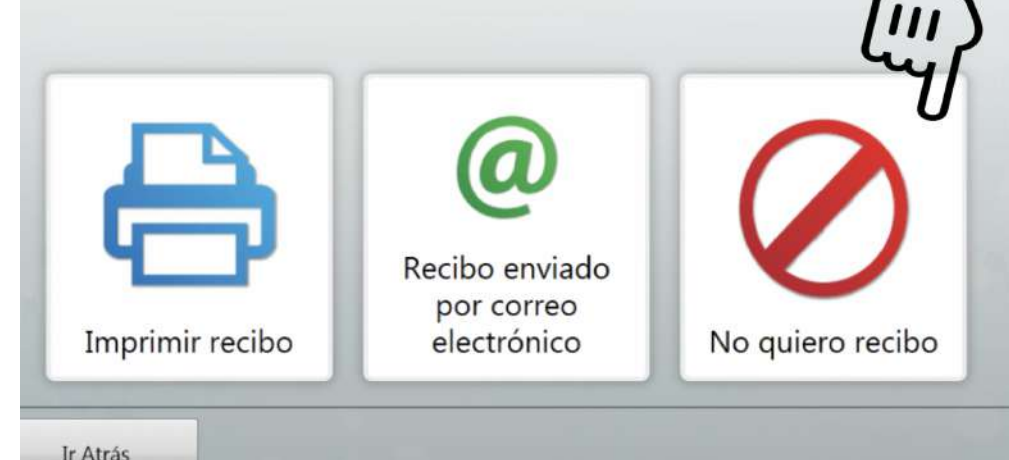 Imprimir recibo
Recibo enviado
por correo
electrónico
No quiero recibo
Ir Atrás